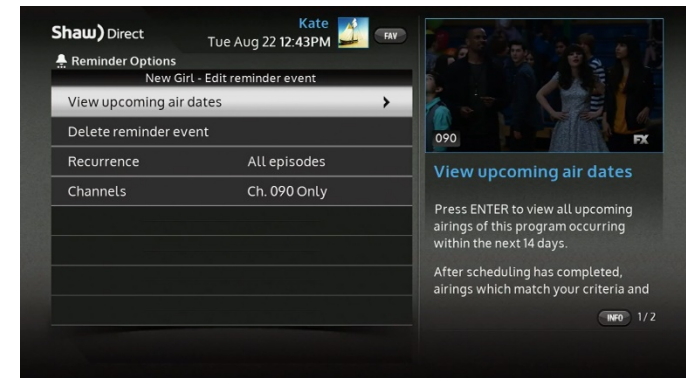 Shaw) Direct
Kate
Tue Aug 22 12:43PM
FAV
Reminder Options
New Girl - Edit reminder event
View upcoming air dates
Delete reminder event
Recurrence All episodes
Channels Ch. 090 Only
090
FX
View upcoming air dates
Press ENTER to view all upcoming
airings of this program occurring
within the next 14 days.
After scheduling has completed,
airings which match your criteria and
INFO 1/2